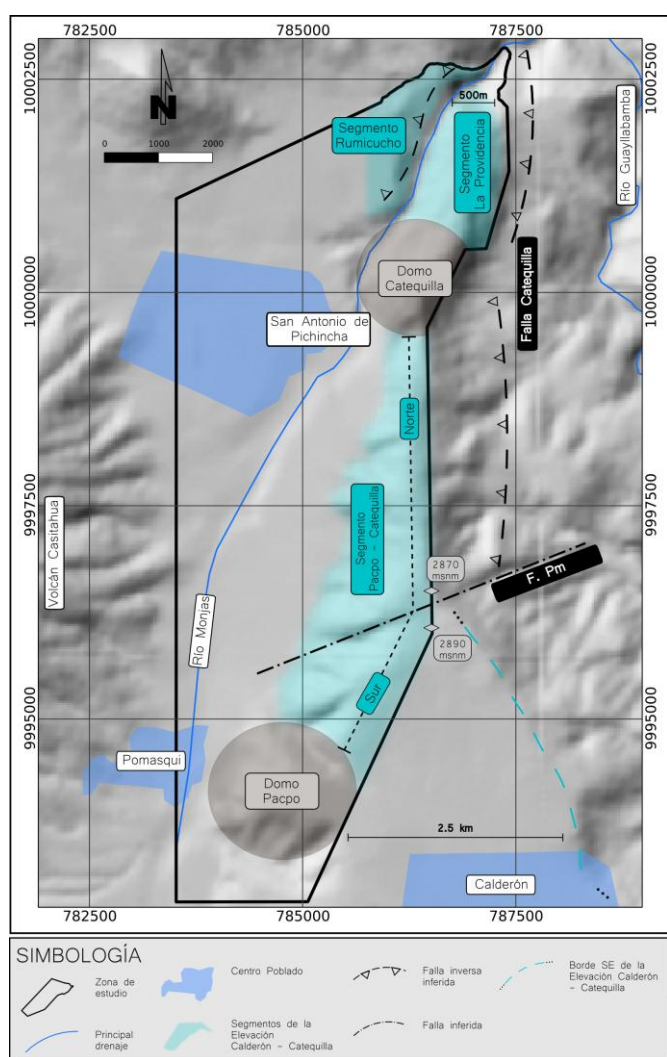 782500
785000
787500
10002500
10002500
N
0
1000
2000
500m
Segmento
Rumicucho
Segmento
La Providencia
Río Guayllabamba
Domo
Catequilla
Falla Catequilla
10000000
10000000
San Antonio de
Pichincha
Norte
Volcán Casitahua
9997500
9997500
Segmento
Pacpo - Catequilla
2870
msnm
F. Pm
Río Monjas
2890
msnm
Sur
9995000
9995000
Pomasqui
Domo
Pacpo
2.5 km
Calderón
782500
785000
787500
SIMBOLOGÍA
Zona de
estudio
Centro Poblado
Falla inversa
inferida
Borde SE de la
Elevación Calderón
- Catequilla
Principal
drenaje
Segmentos de la
Elevación
Calderón - Catequilla
Falla inferida